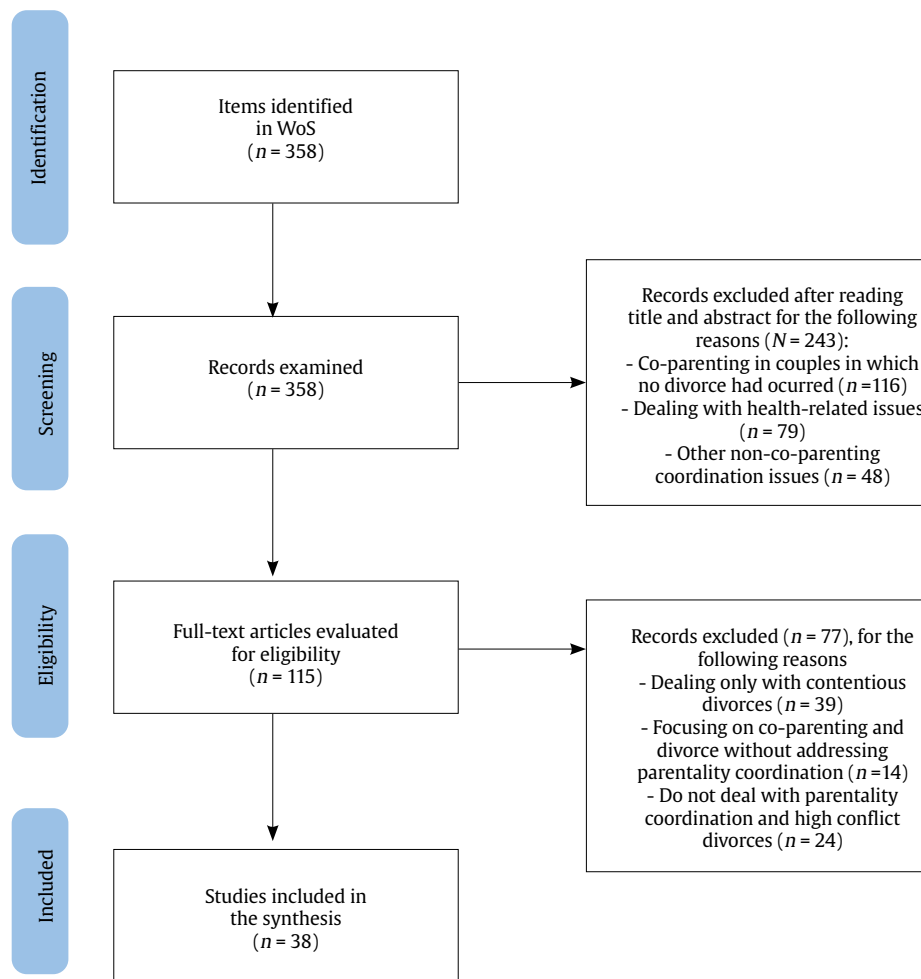 Identification
Items identified
in WoS
(n = 358)
Screening
Records examined
(n = 358)
Records excluded after reading
title and abstract for the following
reasons (N = 243):
- Co-parenting in couples in which
no divorce had ocurred (n =116)
- Dealing with health-related issues
(n = 79)
- Other non-co-parenting
coordination issues (n = 48)
Eligibility
Full-text articles evaluated
for eligibility
(n = 115)
Records excluded (n = 77), for the
following reasons
- Dealing only with contentious
divorces (n = 39)
- Focusing on co-parenting and
divorce without addressing
parentality coordination (n =14)
- Do not deal with parentality
coordination and high conflict
divorces (n = 24)
Included
Studies included in
the synthesis
(n = 38)